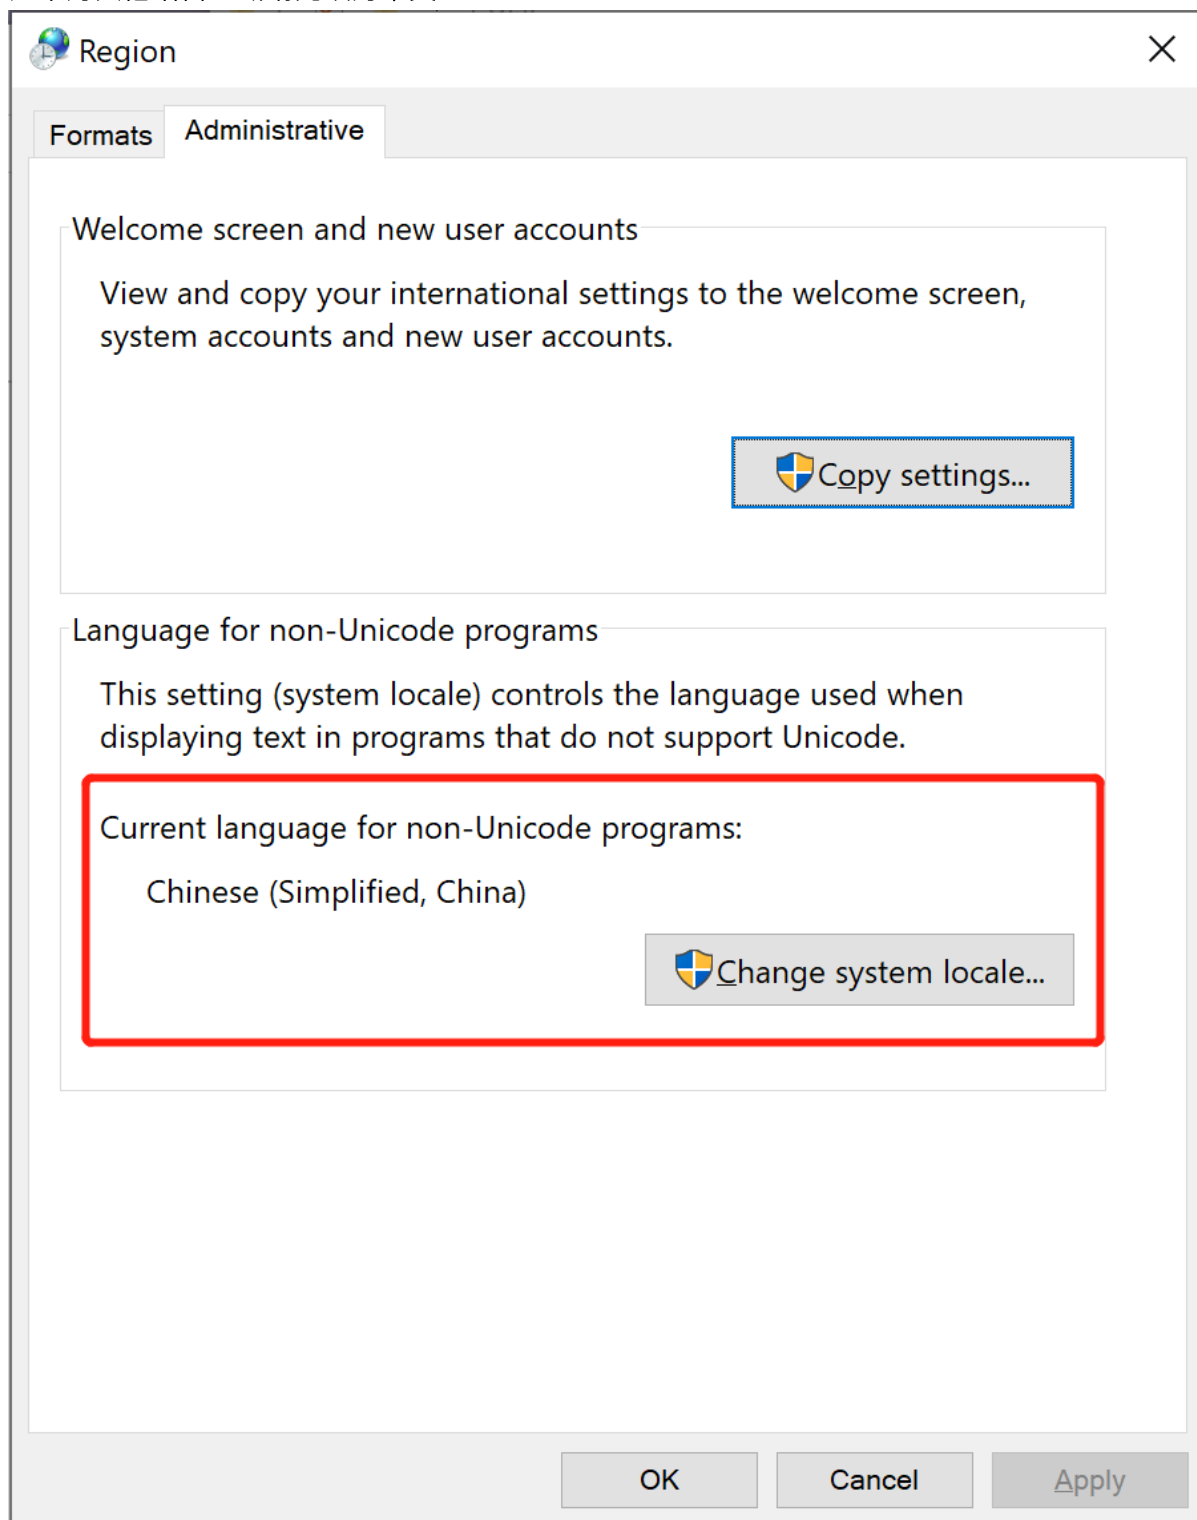 Region
Formats
Administrative
Welcome screen and new user accounts
View and copy your international settings to the welcome screen,
system accounts and new user accounts.
Copy settings...
Language for non-Unicode programs
This setting (system locale) controls the language used when
displaying text in programs that do not support Unicode.
Current language for non-Unicode programs:
Chinese (Simplified, China)
Change system locale...
OK
Cancel
Apply